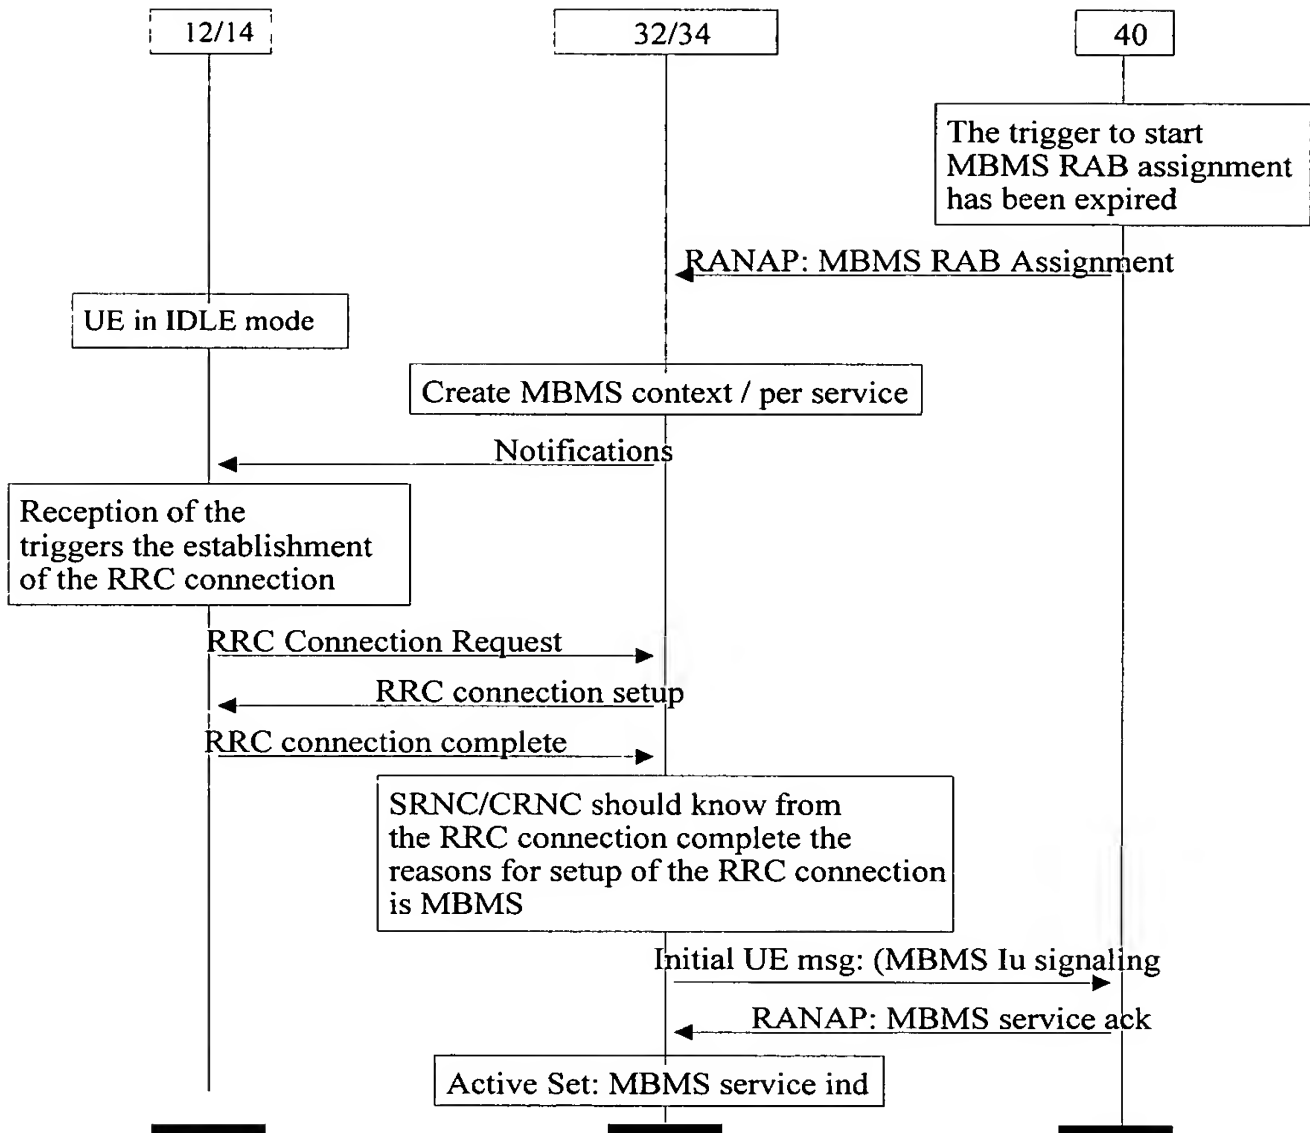 12/14
32/34
40
The trigger to start
MBMS RAB assignment
has been expired
RANAP: MBMS RAB Assignment
UE in IDLE mode
Create MBMS context / per service
Notifications
Reception of the
triggers the establishment
of the RRC connection
RRC Connection Request
RRC connection setup
RRC connection complete
SRNC/CRNC should know from
the RRC connection complete the
reasons for setup of the RRC connection
is MBMS
Initial UE msg: (MBMS Iu signaling
RANAP: MBMS service ack
Active Set: MBMS service ind